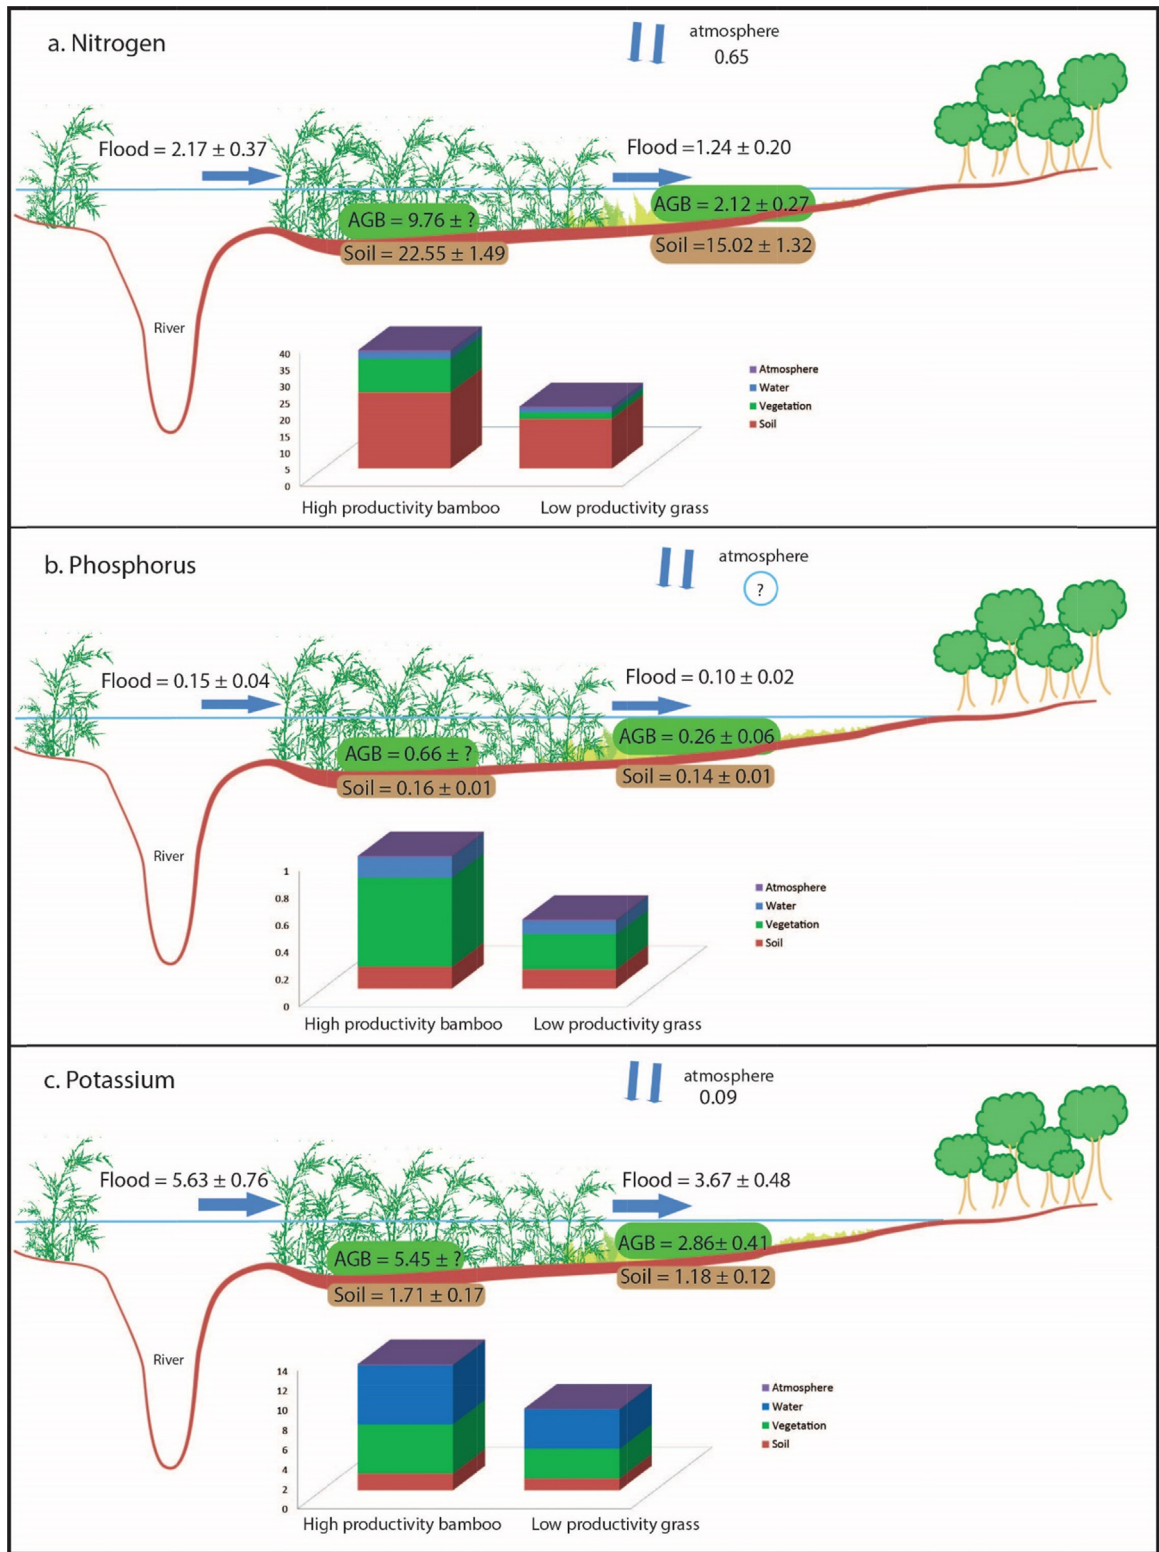 a. Nitrogen
atmosphere
0.65
Flood = 2.17 ± 0.37
Flood =1.24 ± 0.20
AGB = 9.76 ± ?
AGB = 2.12 ± 0.27
Soil = 22.55 ± 1.49
Soil =15.02 ± 1.32
River
40
35
30
25
20
15
10
5
0
Atmosphere
Water
Vegetation
Soil
High productivity bamboo
Low productivity grass
b. Phosphorus
atmosphere
?
Flood = 0.15 ± 0.04
Flood = 0.10 ± 0.02
AGB = 0.66 ± ?
AGB = 0.26 ± 0.06
Soil = 0.16 ± 0.01
Soil = 0.14 ± 0.01
River
1
0.8
0.6
0.4
0.2
0
Atmosphere
Water
Vegetation
Soil
High productivity bamboo
Low productivity grass
c. Potassium
atmosphere
0.09
Flood = 5.63 ± 0.76
Flood = 3.67 ± 0.48
AGB = 5.45 ± ?
AGB = 2.86± 0.41
Soil = 1.71 ± 0.17
Soil = 1.18 ± 0.12
River
14
12
10
8
6
4
2
0
Atmosphere
Water
Vegetation
Soil
High productivity bamboo
Low productivity grass